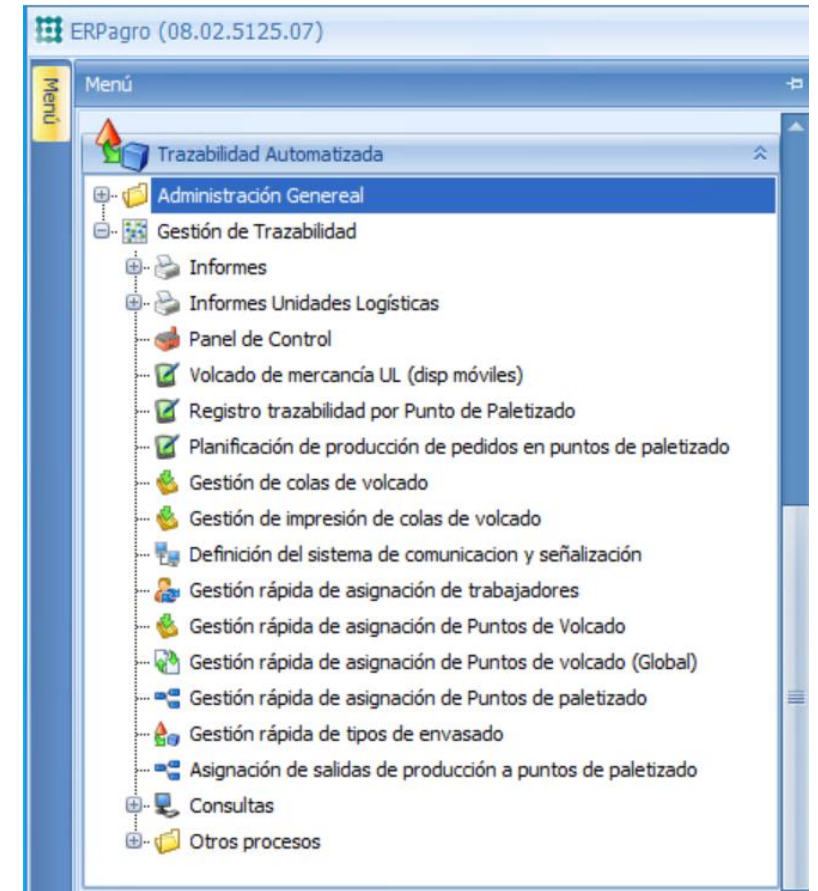 ERPagro (08.02.5125.07)
Menú
Menú
Trazabilidad Automatizada
Administración Genereal
Gestión de Trazabilidad
Informes
Informes Unidades Logísticas
Panel de Control
Volcado de mercancía UL (disp móviles)
Registro trazabilidad por Punto de Paletizado
Planificación de producción de pedidos en puntos de paletizado
Gestión de colas de volcado
Gestión de impresión de colas de volcado
Definición del sistema de comunicacion y señalización
Gestión rápida de asignación de trabajadores
Gestión rápida de asignación de Puntos de Volcado
Gestión rápida de asignación de Puntos de volcado (Global)
Gestión rápida de asignación de Puntos de paletizado
Gestión rápida de tipos de envasado
Asignación de salidas de producción a puntos de paletizado
Consultas
Otros procesos